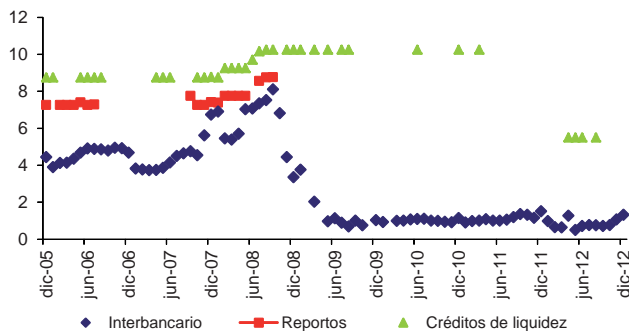 12
10
8
6
4
2
0
dic-05
jun-06
dic-06
jun-07
dic-07
jun-08
dic-08
jun-09
dic-09
jun-10
dic-10
jun-11
dic-11
jun-12
dic-12
Interbancario
Reportos
Créditos de liquidez